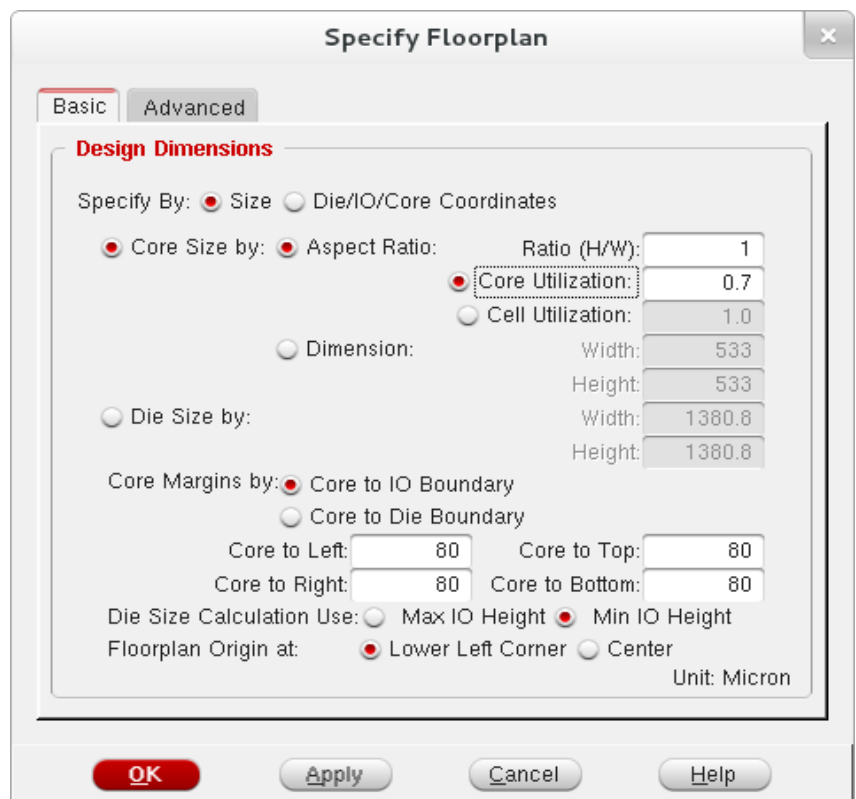 Specify Floorplan
Basic Advanced
Design Dimensions
Specify By: Size Die/IO/Core Coordinates
Core Size by: Aspect Ratio: Ratio (H/W): 1
Core Utilization: 0.7
Cell Utilization: 1.0
Dimension: Width: 533
Height: 533
Die Size by: Width: 1380.8
Height: 1380.8
Core Margins by: Core to IO Boundary
Core to Die Boundary
Core to Left: 80 Core to Top: 80
Core to Right: 80 Core to Bottom: 80
Die Size Calculation Use: Max IO Height Min IO Height
Floorplan Origin at: Lower Left Corner Center
Unit: Micron
OK Apply Cancel Help